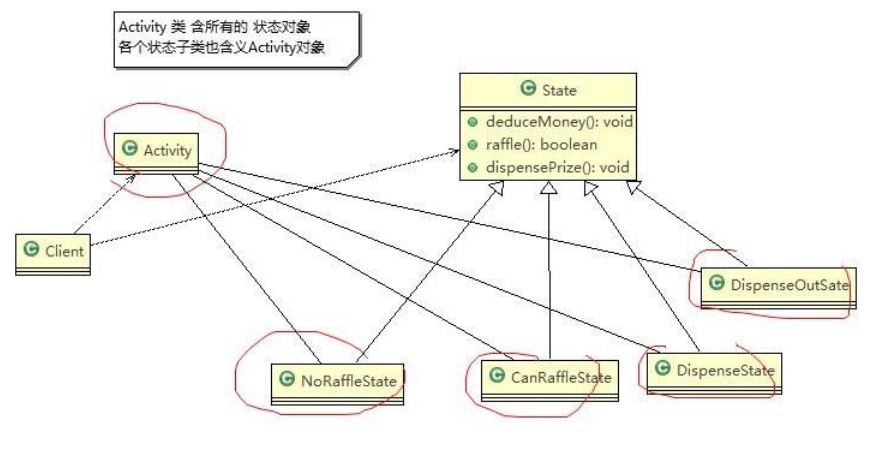 Activity 类 含所有的 状态对象
各个状态子类也含义Activity对象
C State
deduceMoney(): void
raffle(): boolean
dispensePrize(): void
C Activity
C Client
C DispenseOutSate
C NoRaffleState
C CanRaffleState
C DispenseState